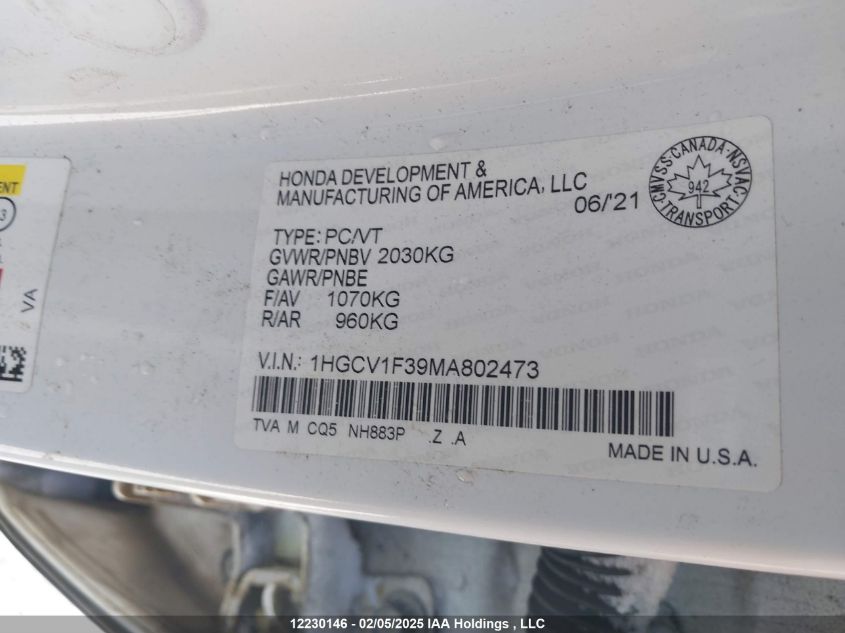 HONDA DEVELOPMENT &
MANUFACTURING OF AMERICA, LLC
06/'21
CMVSS·CANADA·NSVAC
942
TRANSPORT
TYPE: PC/VT
GVWR/PNBV 2030KG
GAWR/PNBE
F/AV 1070KG
R/AR 960KG
V.I.N.: 1HGCV1F39MA802473
TVA M CQ5 NH883P .Z .A
MADE IN U.S.A.
VA
12230146 - 02/05/2025 IAA Holdings , LLC